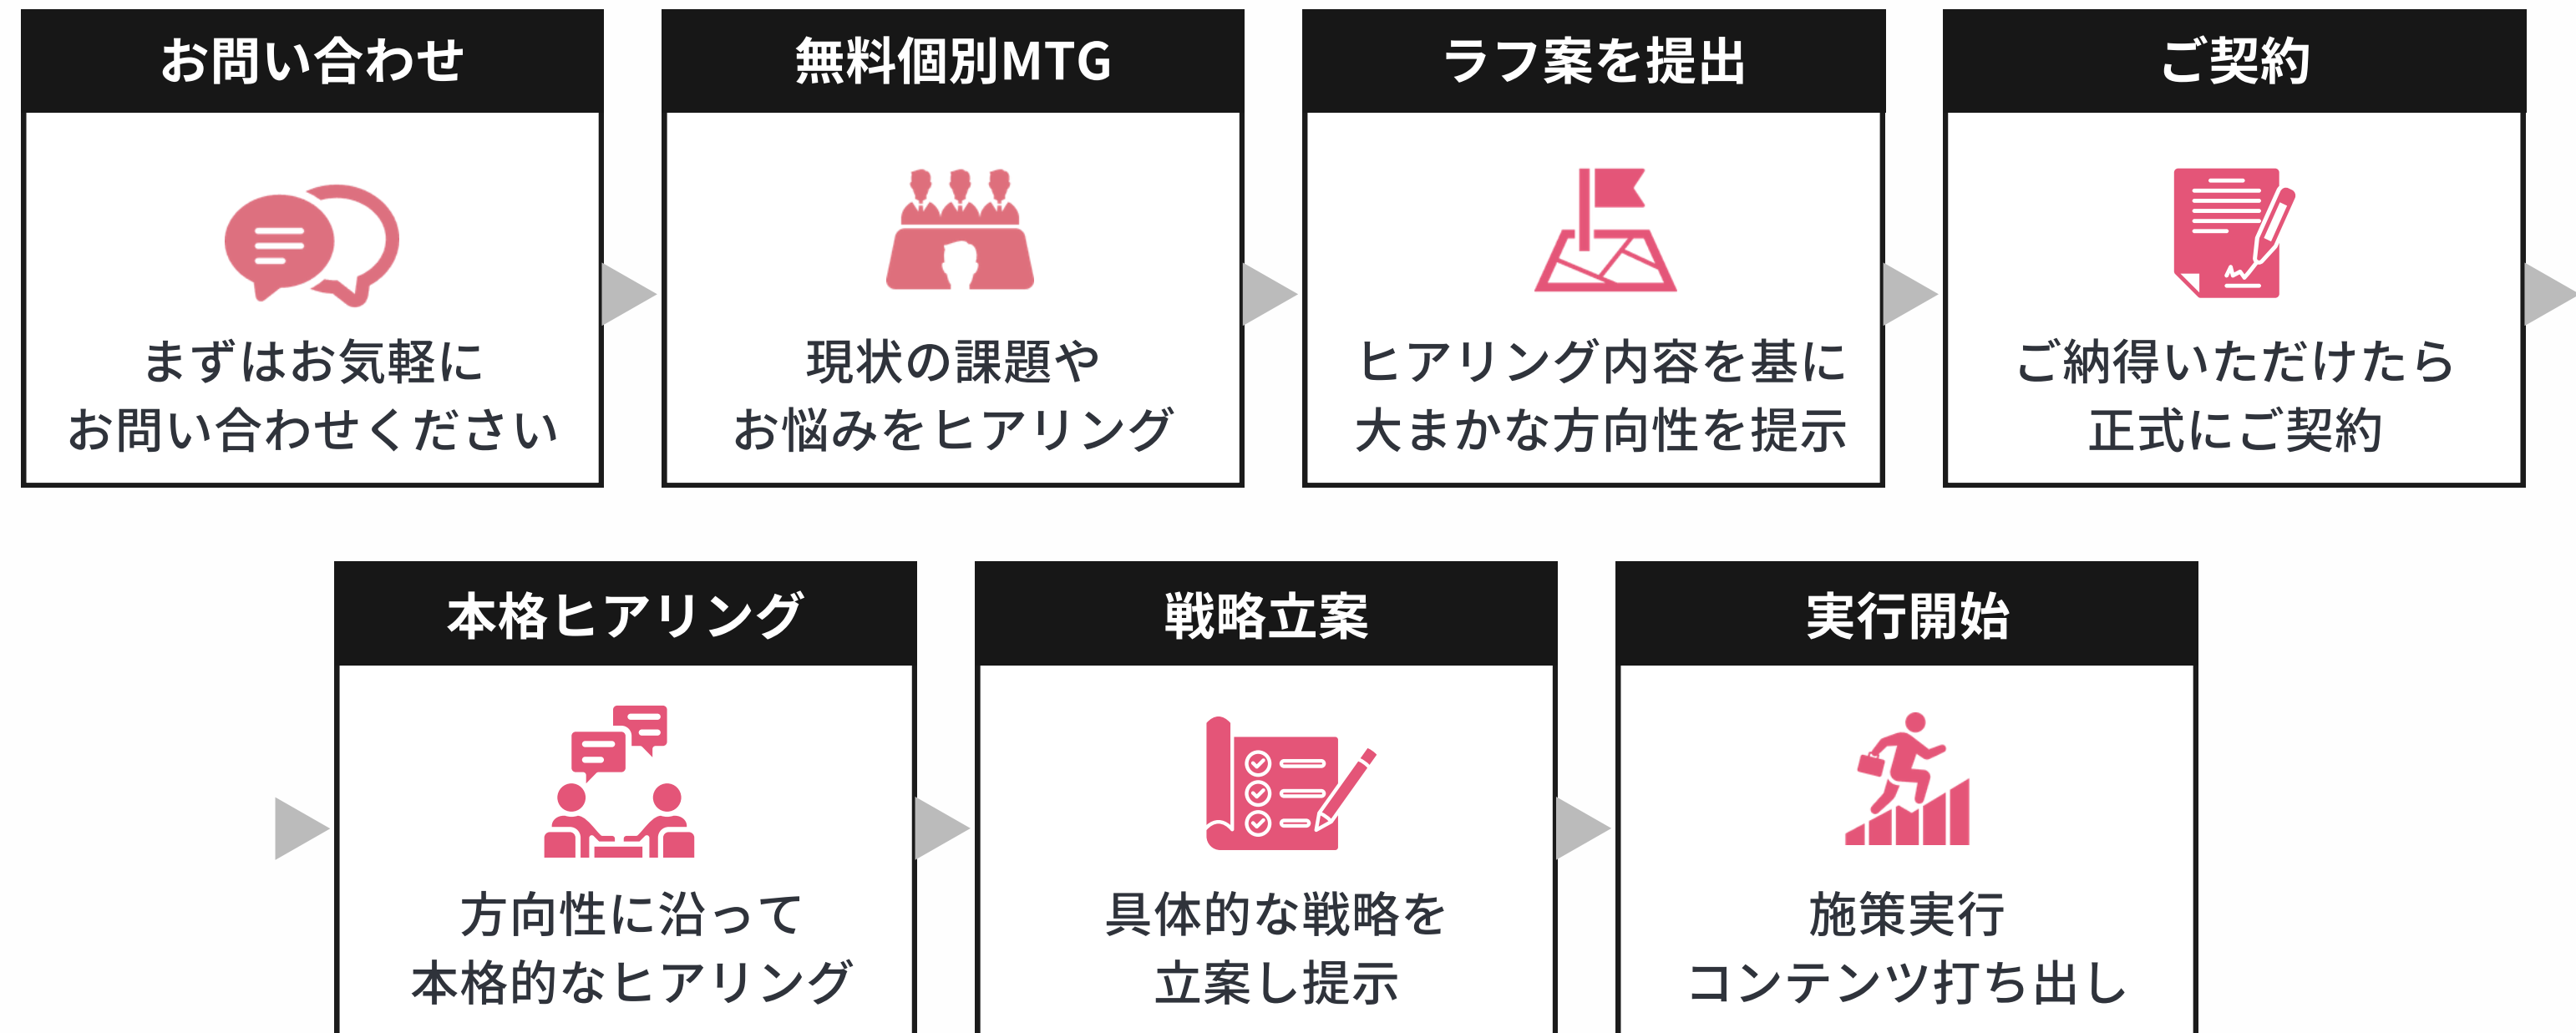 お問い合わせ
まずはお気軽に
お問い合わせください
無料個別MTG
現状の課題や
お悩みをヒアリング
ラフ案を提出
ヒアリング内容を基に
大まかな方向性を提示
ご契約
ご納得いただけたら
正式にご契約
本格ヒアリング
方向性に沿って
本格的なヒアリング
戦略立案
具体的な戦略を
立案し提示
実行開始
施策実行
コンテンツ打ち出し